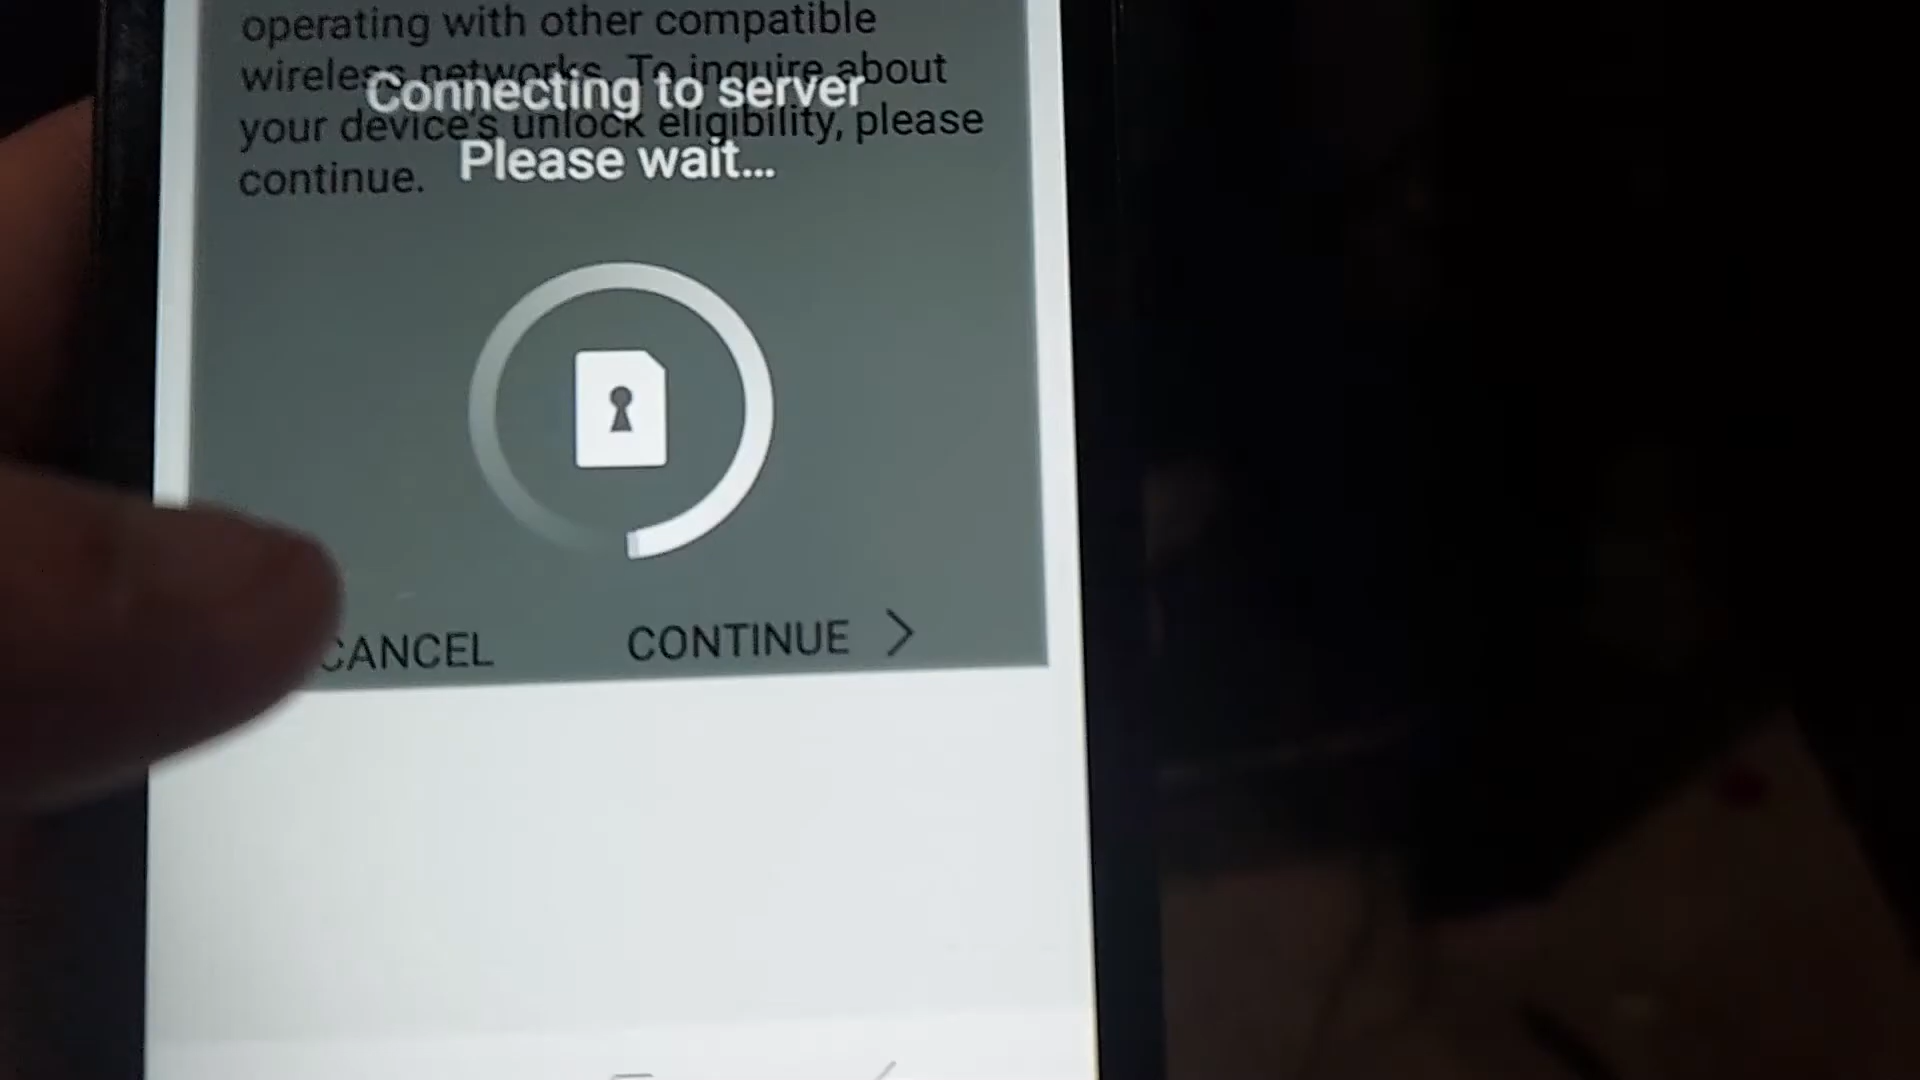 operating with other compatible
wireless networks. To inquire about
Connecting to server
your device's unlock eligibility, please
Please wait...
continue.
CANCEL
CONTINUE